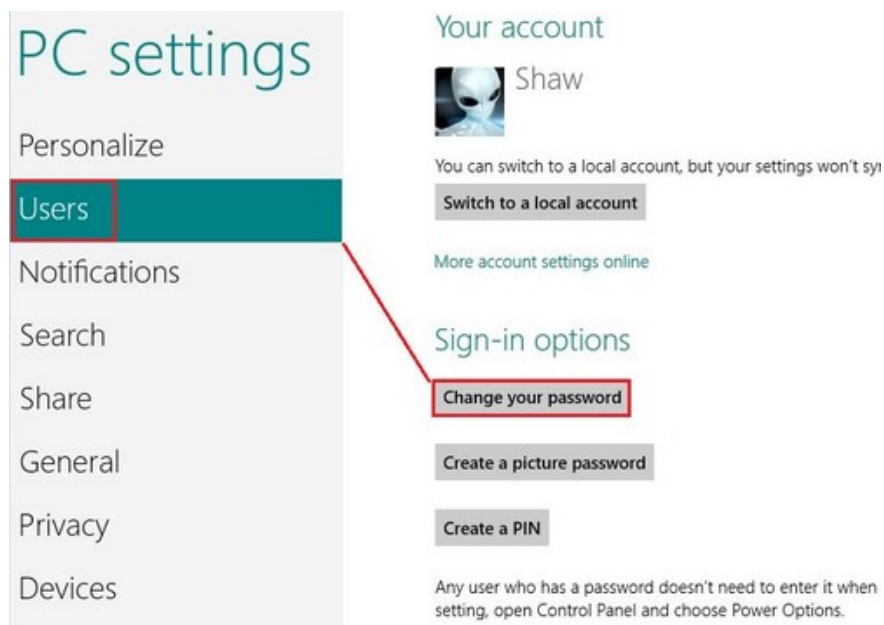 PC settings
Personalize
Users
Notifications
Search
Share
General
Privacy
Devices
Your account
Shaw
You can switch to a local account, but your settings won't
Switch to a local account
More account settings online
Sign-in options
Change your password
Create a picture password
Create a PIN
Any user who has a password doesn't need to enter it when
setting, open Control Panel and choose Power Options.